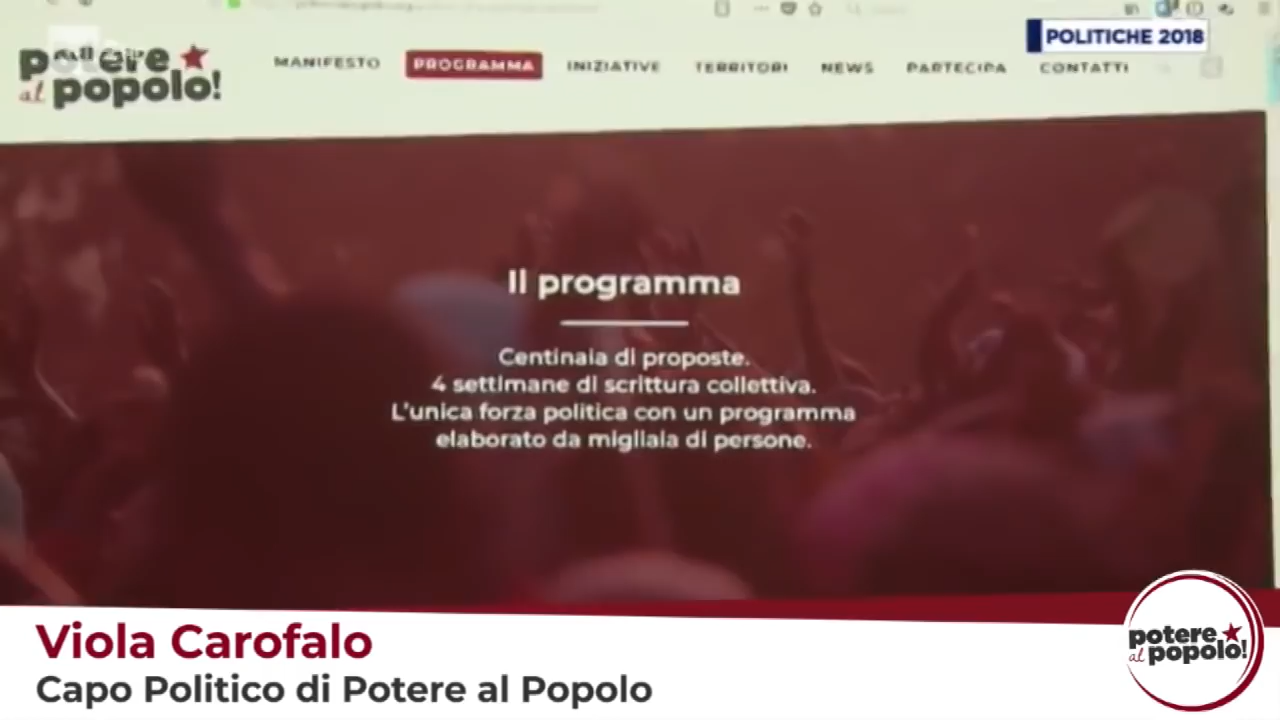 POLITICHE 2018
potere
al popolo!
MANIFESTO PROGRAMMA INIZIATIVE TERRITORI NEWS PARTECIPA CONTATTI
Il programma
Centinaia di proposte.
4 settimane di scrittura collettiva.
L'unica forza politica con un programma
elaborato da migliaia di persone.
Viola Carofalo
Capo Politico di Potere al Popolo
potere
al popolo!